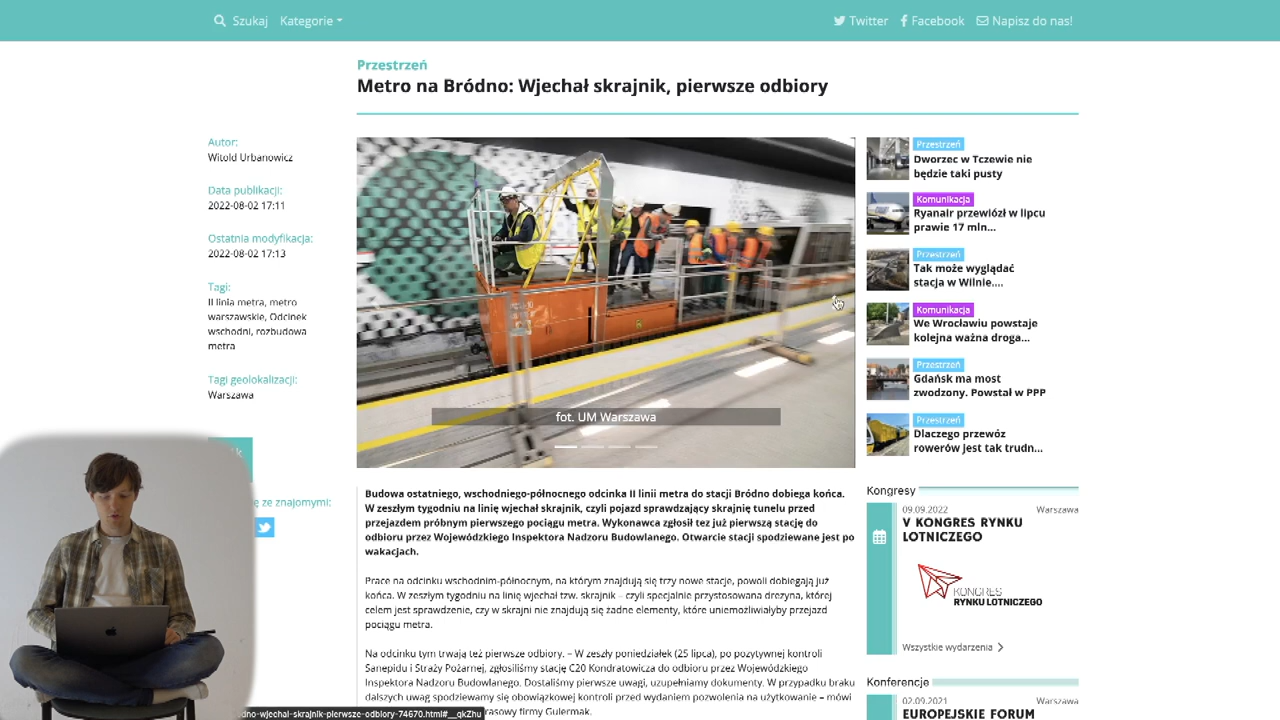 Szukaj
Kategorie
Twitter
Facebook
Napisz do nas!
Przestrzeń
Metro na Bródno: Wjechał skrajnik, pierwsze odbiory
Autor:
Witold Urbanowicz
Data publikacji:
2022-08-02 17:11
Ostatnia modyfikacja:
2022-08-02 17:13
Tagi:
II linia metra, metro
warszawskie, Odcinek
wschodni, rozbudowa
metra
Tagi geolokalizacji:
Warszawa
ze znajomymi:
fot. UM Warszawa
Budowa ostatniego, wschodniego-północnego odcinka II linii metra do stacji Bródno dobiega końca.
W zeszłym tygodniu na linię wjechał skrajnik, czyli pojazd sprawdzający skrajnię tunelu przed
przejazdem próbnym pierwszego pociągu metra. Wykonawca zgłosił tez już pierwszą stację do
odbioru przez Wojewódzkiego Inspektora Nadzoru Budowlanego. Otwarcie stacji spodziewane jest po
wakacjach.
Prace na odcinku wschodnim-północnym, na którym znajdują się trzy nowe stacje, powoli dobiegają już
końca. W zeszłym tygodniu na linię wjechał tzw. skrajnik – czyli specjalnie przystosowana drezyna, której
celem jest sprawdzenie, czy w skrajni nie znajdują się żadne elementy, które uniemożliwiałyby przejazd
pociągu metra.
Na odcinku tym trwają też pierwsze odbiory. – W zeszły poniedziałek (25 lipca), po pozytywnej kontroli
Sanepidu i Straży Pożarnej, zgłosiliśmy stację C20 Kondratowicza do odbioru przez Wojewódzkiego
Inspektora Nadzoru Budowlanego. Dostaliśmy pierwsze uwagi, uzupełniamy dokumenty. W przypadku braku
dalszych uwag spodziewamy się obowiązkowej kontroli przed wydaniem pozwolenia na użytkowanie – mówi
rasowy firmy Gulermak.
dno-wjechal-skrajnik-pierwsze-odbiory-74670.html#__qkZhu
Przestrzeń
Dworzec w Tczewie nie
będzie taki pusty
Komunikacja
Ryanair przewiózł w lipcu
prawie 17 mln...
Przestrzeń
Tak może wyglądać
stacja w Wilnie....
Komunikacja
We Wrocławiu powstaje
kolejna ważna droga...
Przestrzeń
Gdańsk ma most
zwodzony. Powstał w PPP
Przestrzeń
Dlaczego przewóz
rowerów jest tak trudn...
Kongresy
09.09.2022 Warszawa
V KONGRES RYNKU
LOTNICZEGO
KONGRES
RYNKU LOTNICZEGO
Wszystkie wydarzenia
Konferencje
02.09.2021 Warszawa
EUROPEJSKIE FORUM